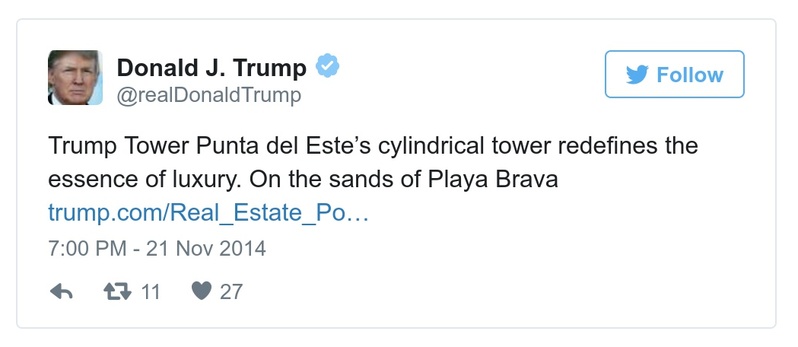 Donald J. Trump
@realDonaldTrump
Follow
Trump Tower Punta del Este’s cylindrical tower redefines the
essence of luxury. On the sands of Playa Brava
trump.com/Real_Estate_Po…
7:00 PM - 21 Nov 2014
11 27